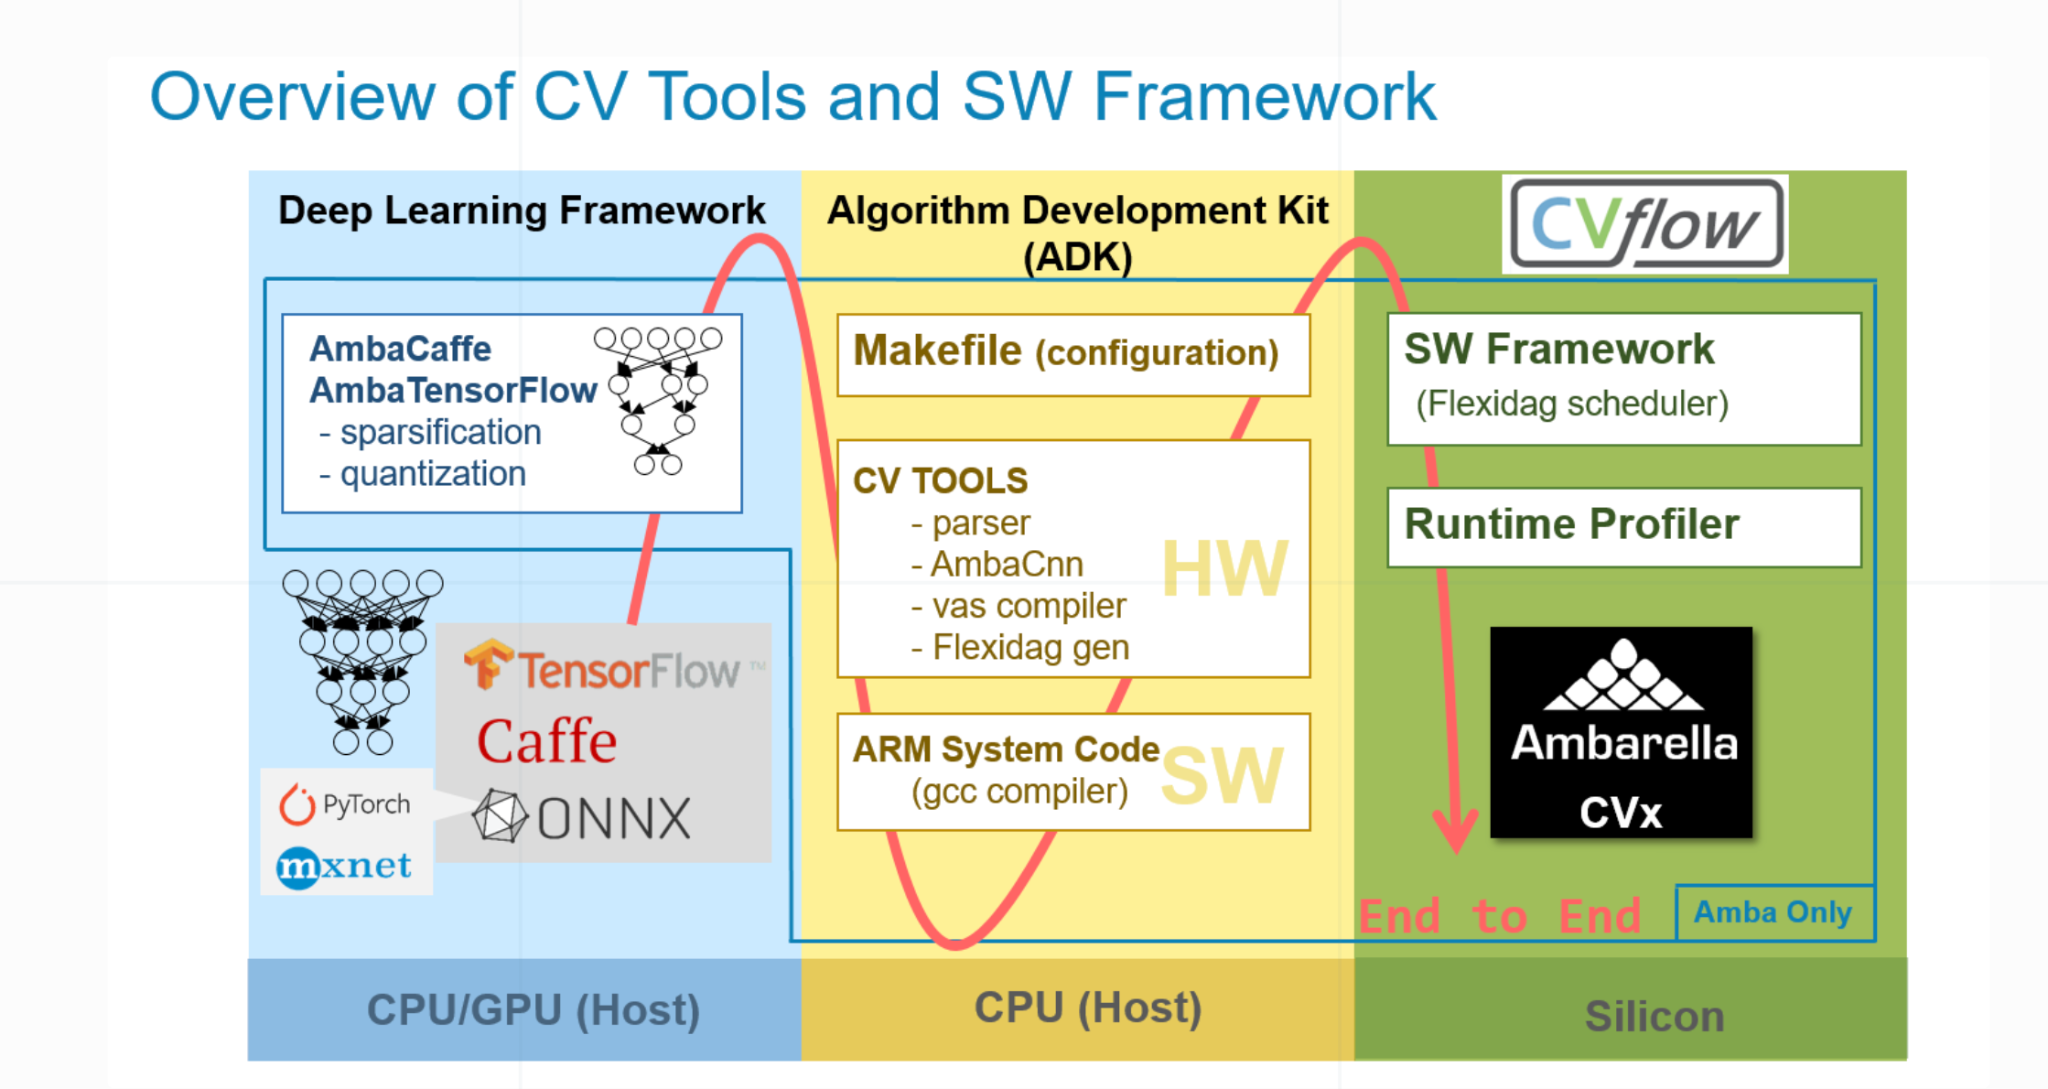 Overview of CV Tools and SW Framework
Deep Learning Framework
AmbaCaffe
AmbaTensorFlow
- sparsification
- quantization
TensorFlow™
Caffe
ONNX
PyTorch
mxnet
CPU/GPU (Host)
Algorithm Development Kit
(ADK)
Makefile (configuration)
CV TOOLS
- parser
- AmbaCnn
- vas compiler
- Flexidag gen
HW
ARM System Code
(gcc compiler)
SW
CPU (Host)
CVflow
SW Framework
(Flexidag scheduler)
Runtime Profiler
Ambarella
CVx
End to End
Amba Only
Silicon